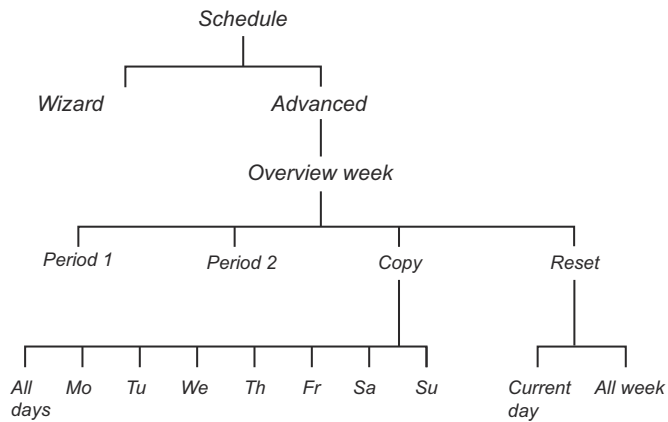 Schedule
Wizard
Advanced
Overview week
Period 1
Period 2
Copy
Reset
All
days
Mo
Tu
We
Th
Fr
Sa
Su
Current
day
All week